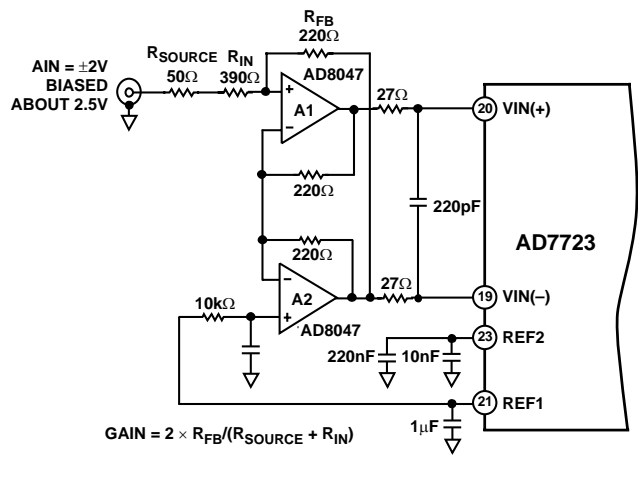 R_FB
220Ω
R_SOURCE R_IN
50Ω 390Ω
AD8047
AIN = ±2V
BIASED
ABOUT 2.5V
+
A1
−
27Ω
20 VIN(+)
220Ω
220pF
AD7723
220Ω
27Ω
−
A2
+
AD8047
19 VIN(–)
10kΩ
23 REF2
220nF 10nF
21 REF1
1μF
GAIN = 2 × R_FB/(R_SOURCE + R_IN)